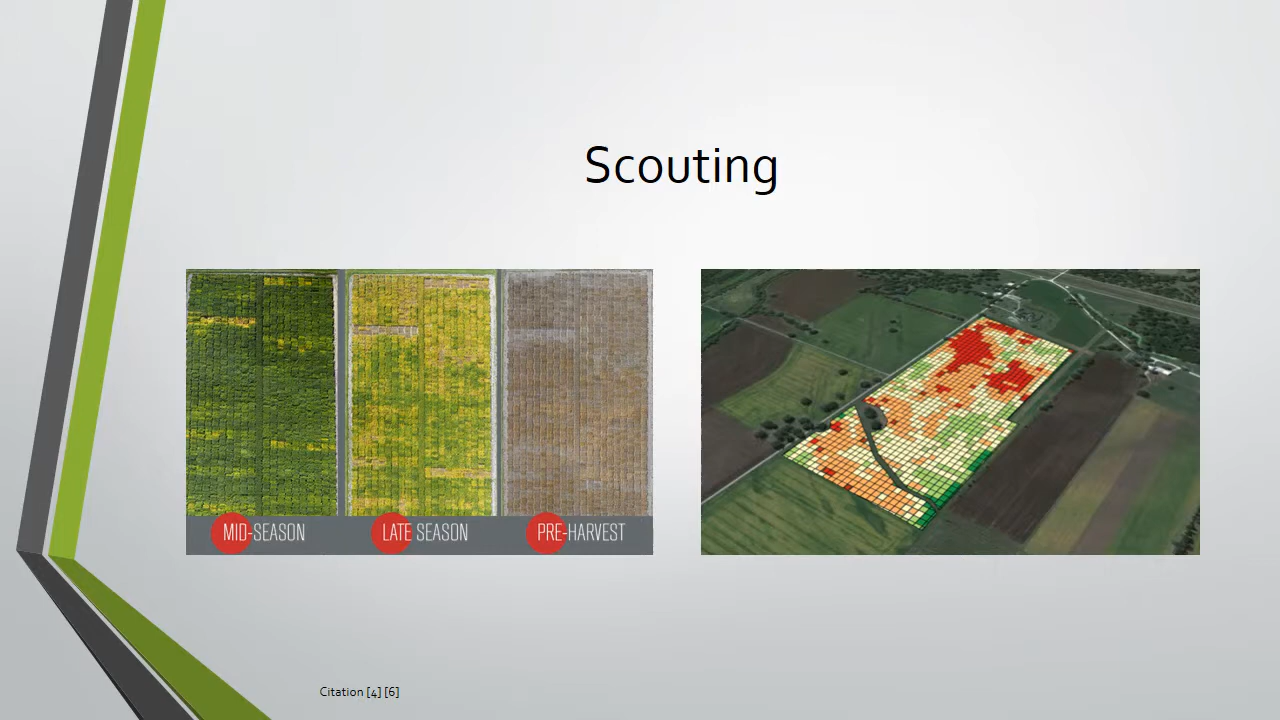 Scouting
MID-SEASON
LATE SEASON
PRE-HARVEST
Citation [4] [6]